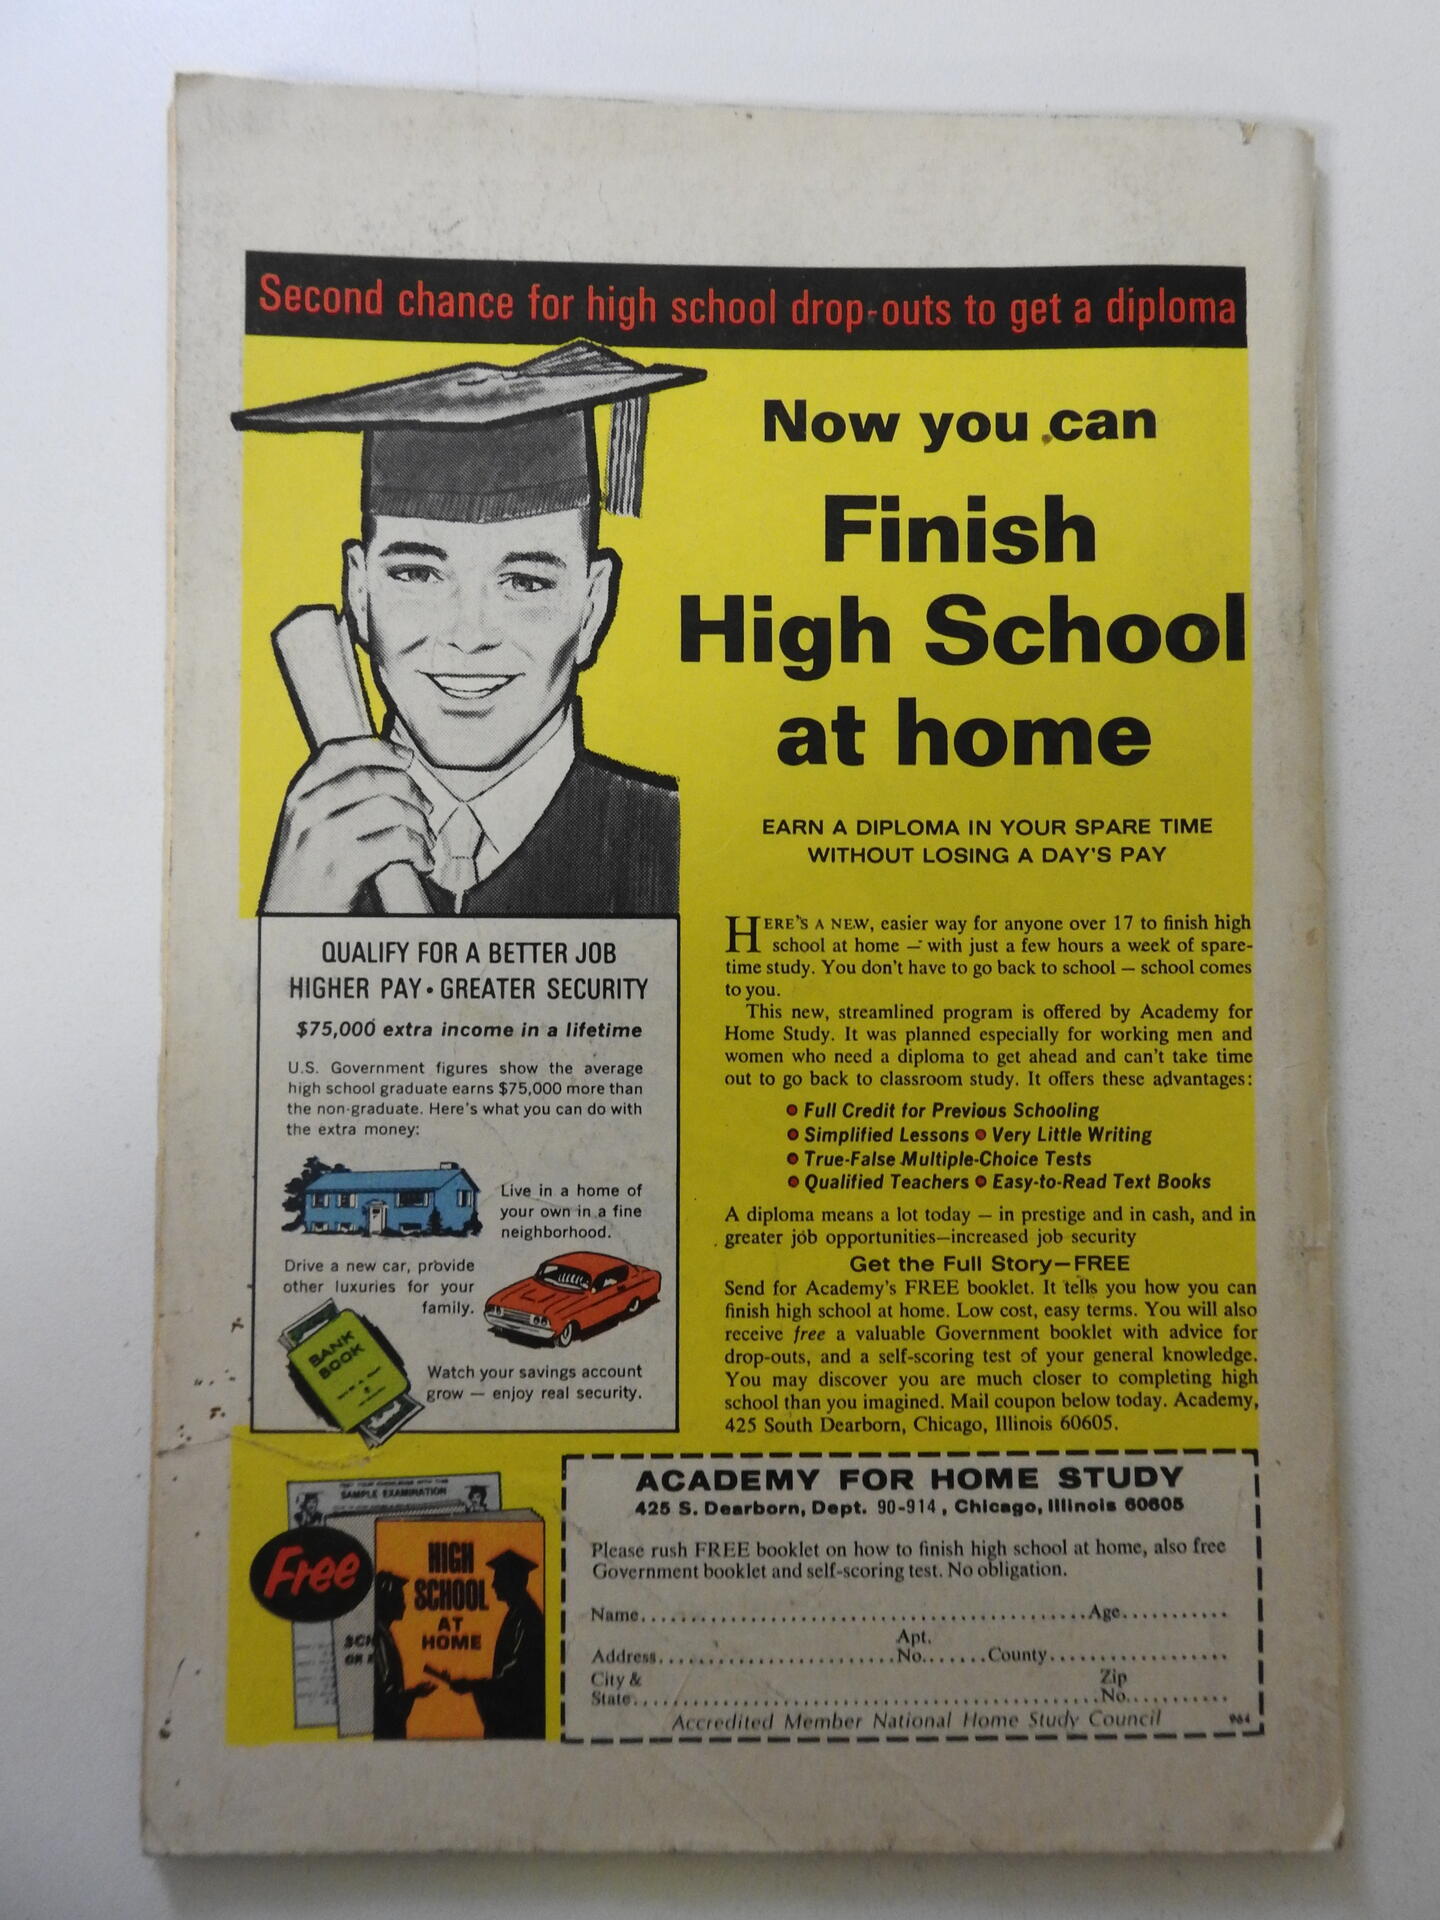 Second chance for high school drop-outs to get a diploma
Now you can
Finish
High School
at home
EARN A DIPLOMA IN YOUR SPARE TIME
WITHOUT LOSING A DAY'S PAY
QUALIFY FOR A BETTER JOB
HIGHER PAY • GREATER SECURITY
$75,000 extra income in a lifetime
U.S. Government figures show the average
high school graduate earns $75,000 more than
the non-graduate. Here's what you can do with
the extra money:
Live in a home of
your own in a fine
neighborhood.
Drive a new car, provide
other luxuries for your
family.
BANK
BOOK
Watch your savings account
grow — enjoy real security.
HERE'S A NEW, easier way for anyone over 17 to finish high
school at home — with just a few hours a week of spare-
time study. You don't have to go back to school — school comes
to you.
This new, streamlined program is offered by Academy for
Home Study. It was planned especially for working men and
women who need a diploma to get ahead and can't take time
out to go back to classroom study. It offers these advantages:
• Full Credit for Previous Schooling
• Simplified Lessons • Very Little Writing
• True-False Multiple-Choice Tests
• Qualified Teachers • Easy-to-Read Text Books
A diploma means a lot today — in prestige and in cash, and in
greater job opportunities—increased job security
Get the Full Story—FREE
Send for Academy's FREE booklet. It tells you how you can
finish high school at home. Low cost, easy terms. You will also
receive free a valuable Government booklet with advice for
drop-outs, and a self-scoring test of your general knowledge.
You may discover you are much closer to completing high
school than you imagined. Mail coupon below today. Academy,
425 South Dearborn, Chicago, Illinois 60605.
SAMPLE EXAMINATION
Free
HIGH
SCHOOL
AT
HOME
ACADEMY FOR HOME STUDY
425 S. Dearborn, Dept. 90-914, Chicago, Illinois 60605
Please rush FREE booklet on how to finish high school at home, also free
Government booklet and self-scoring test. No obligation.
Name........................................Age...........
Apt.
Address........................No.......County..................
City & Zip
State..............................................No...........
Accredited Member National Home Study Council 964